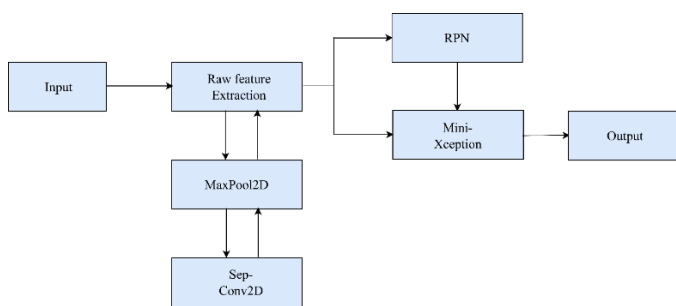 Input
Raw feature
Extraction
RPN
Mini-
Xception
Output
MaxPool2D
Sep-
Conv2D